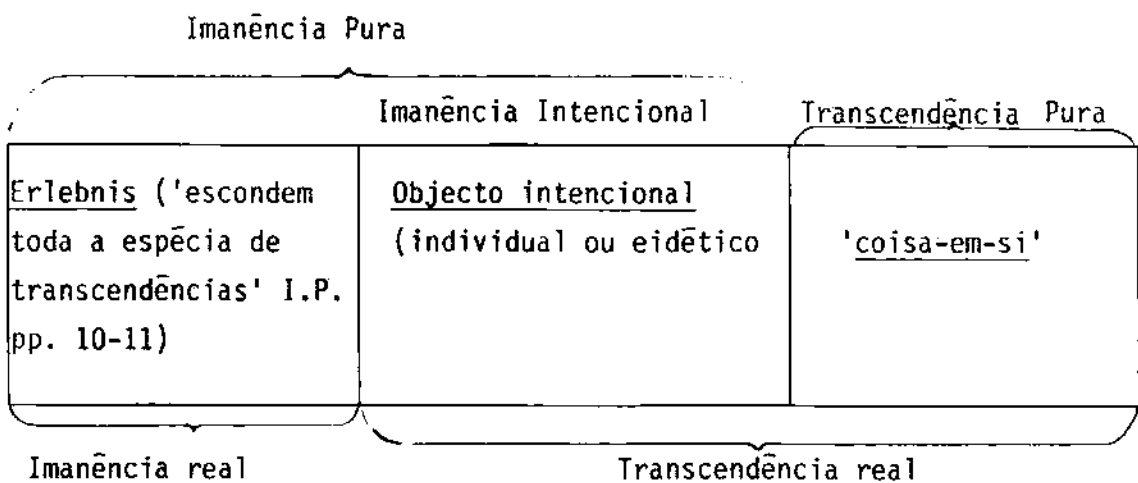 Imanência Pura
Imanência Intencional
Transcendência Pura
Erlebnis ('escondem
toda a espécia de
transcendências' I.P.
pp. 10-11)
Objecto intencional
(individual ou eidético
'coisa-em-si'
Imanência real
Transcendência real